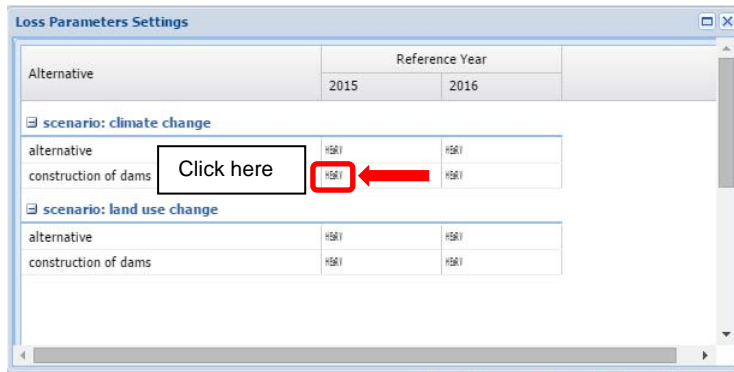 Loss Parameters Settings
Alternative
Reference Year
2015 2016
scenario: climate change
alternative
construction of dams
Click here
scenario: land use change
alternative
construction of dams